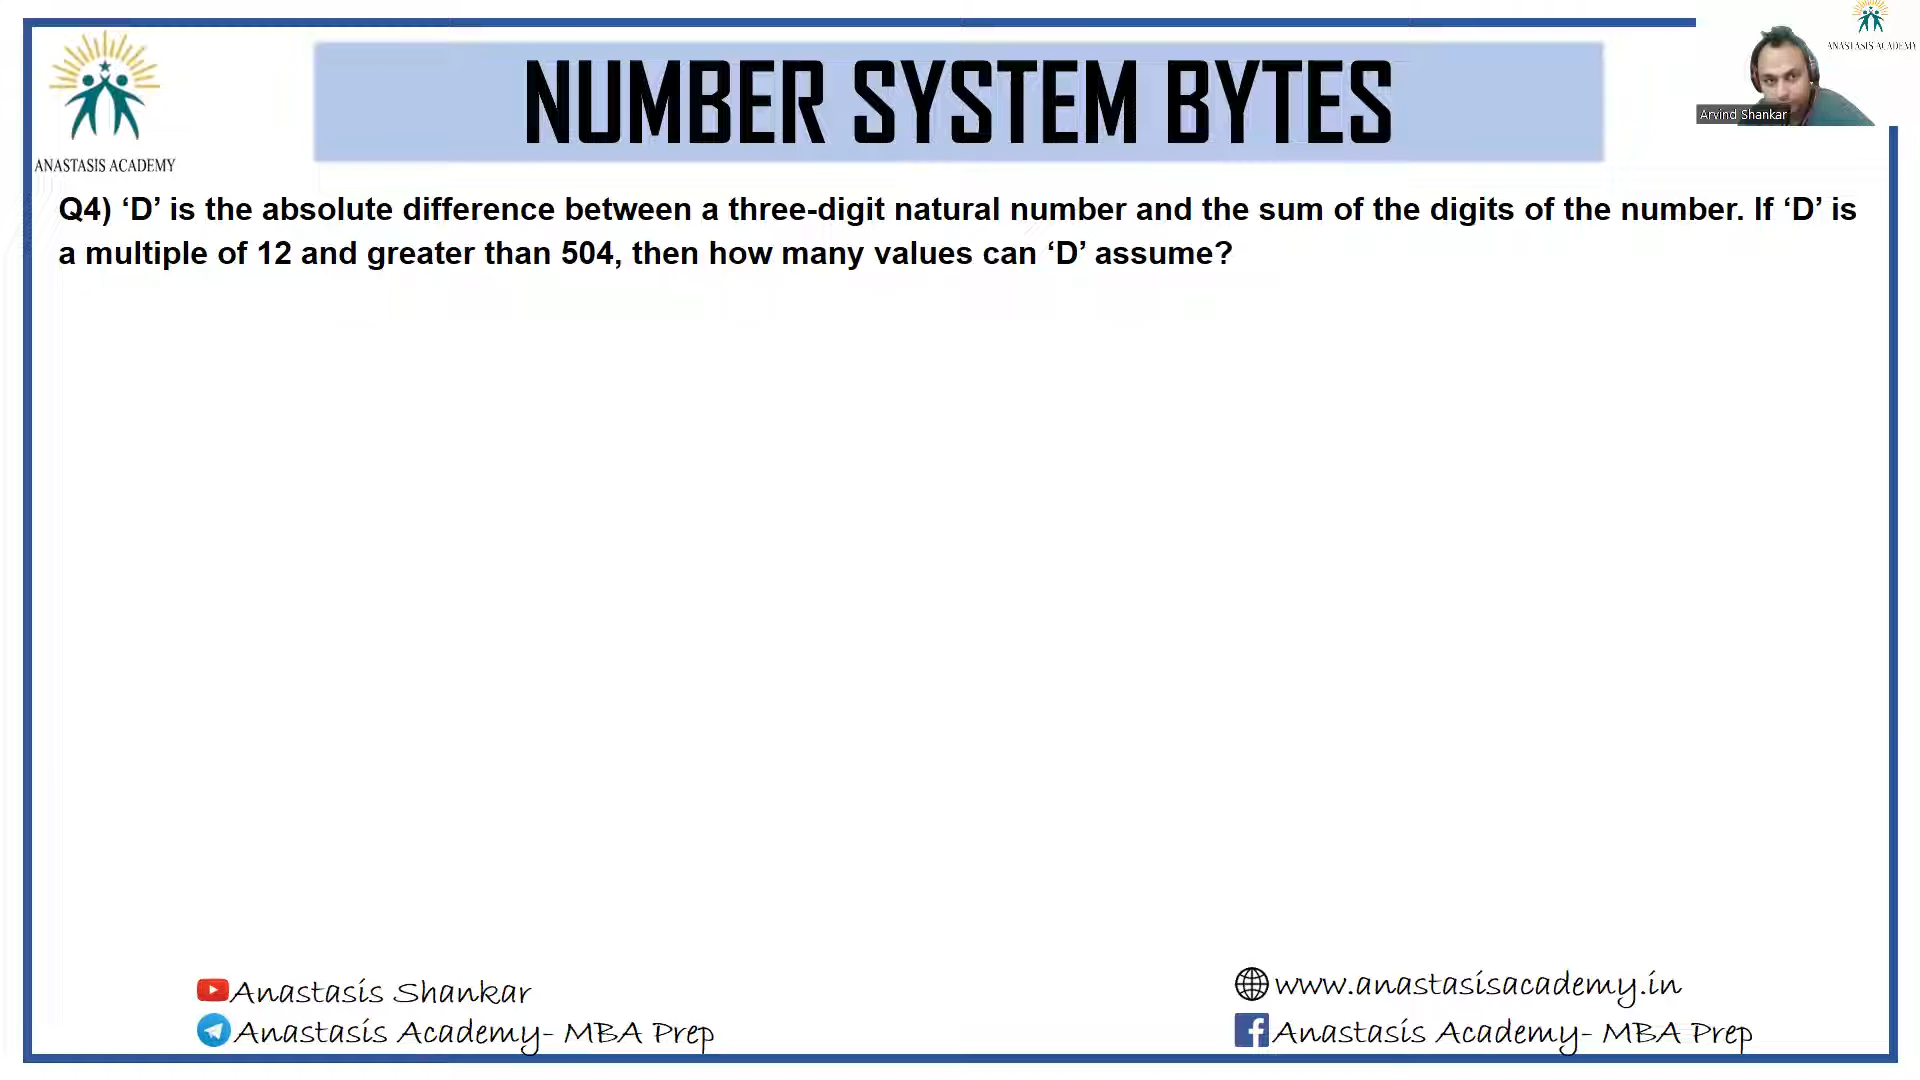 ANASTASIS ACADEMY
NUMBER SYSTEM BYTES
ANASTASIS ACADEMY
Arvind Shankar
Q4) ‘D’ is the absolute difference between a three-digit natural number and the sum of the digits of the number. If ‘D’ is
a multiple of 12 and greater than 504, then how many values can ‘D’ assume?
Anastasis Shankar
Anastasis Academy- MBA Prep
www.anastasisacademy.in
Anastasis Academy- MBA Prep